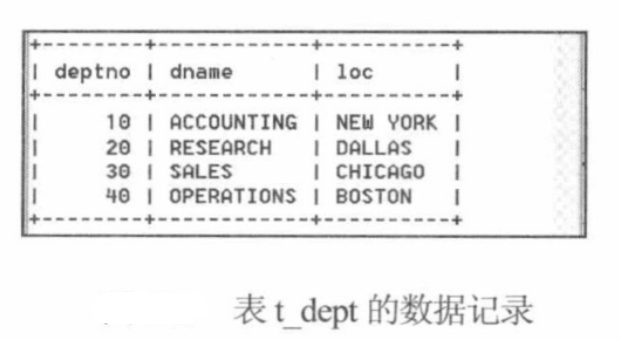 +--------+------------+----------+
| deptno | dname      | loc      |
+--------+------------+----------+
|     10 | ACCOUNTING | NEW YORK |
|     20 | RESEARCH   | DALLAS   |
|     30 | SALES      | CHICAGO  |
|     40 | OPERATIONS | BOSTON   |
+--------+------------+----------+
表 t_dept 的数据记录